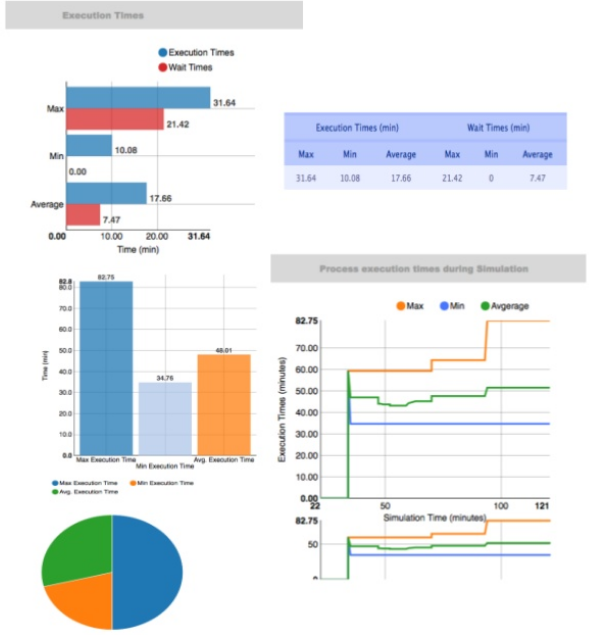 Execution Times
Execution Times
Wait Times
Max
31.64
21.42
Min
10.08
0.00
Average
17.66
7.47
0.00 10.00 20.00 31.64
Time (min)
Execution Times (min) Wait Times (min)
Max Min Average Max Min Average
31.64 10.08 17.66 21.42 0 7.47
82.8
80.0
70.0
60.0
50.0
40.0
30.0
20.0
10.0
0.0
Time (min)
82.75
34.76
48.01
Max Execution Time
Min Execution Time
Avg. Execution Time
Max Execution Time Min Execution Time
Avg. Execution Time
Process execution times during Simulation
Max Min Avgerage
82.75
70.00
60.00
50.00
40.00
30.00
20.00
10.00
0.00
Execution Times (minutes)
22 50 100 121
Simulation Time (minutes)
82.75
50
0